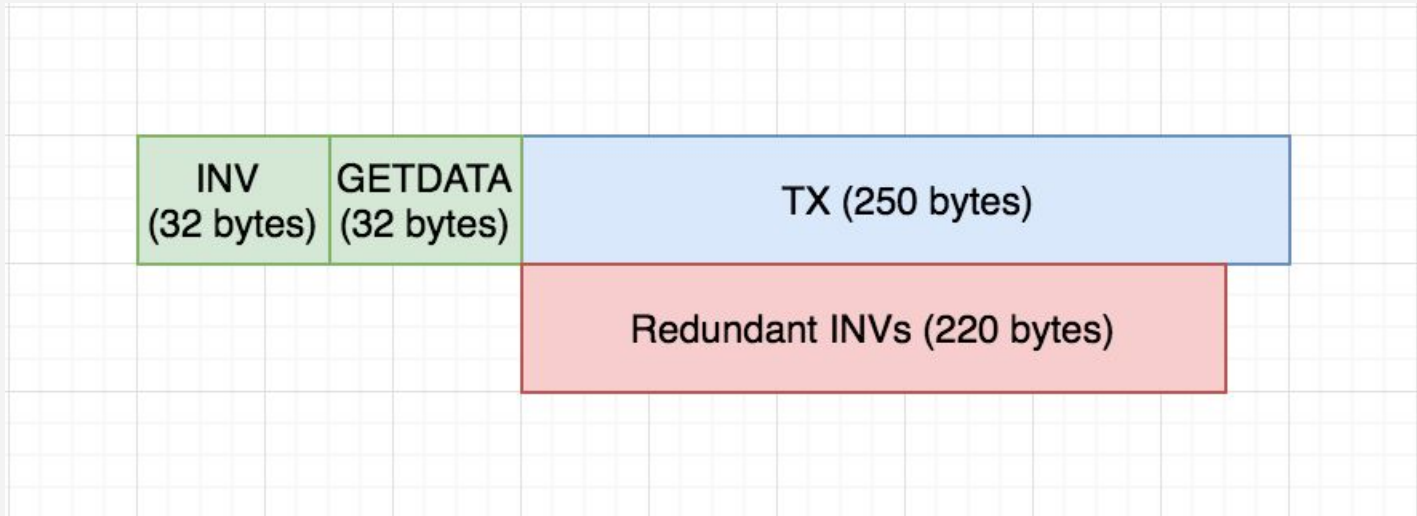 INV
(32 bytes)
GETDATA
(32 bytes)
TX (250 bytes)
Redundant INVs (220 bytes)